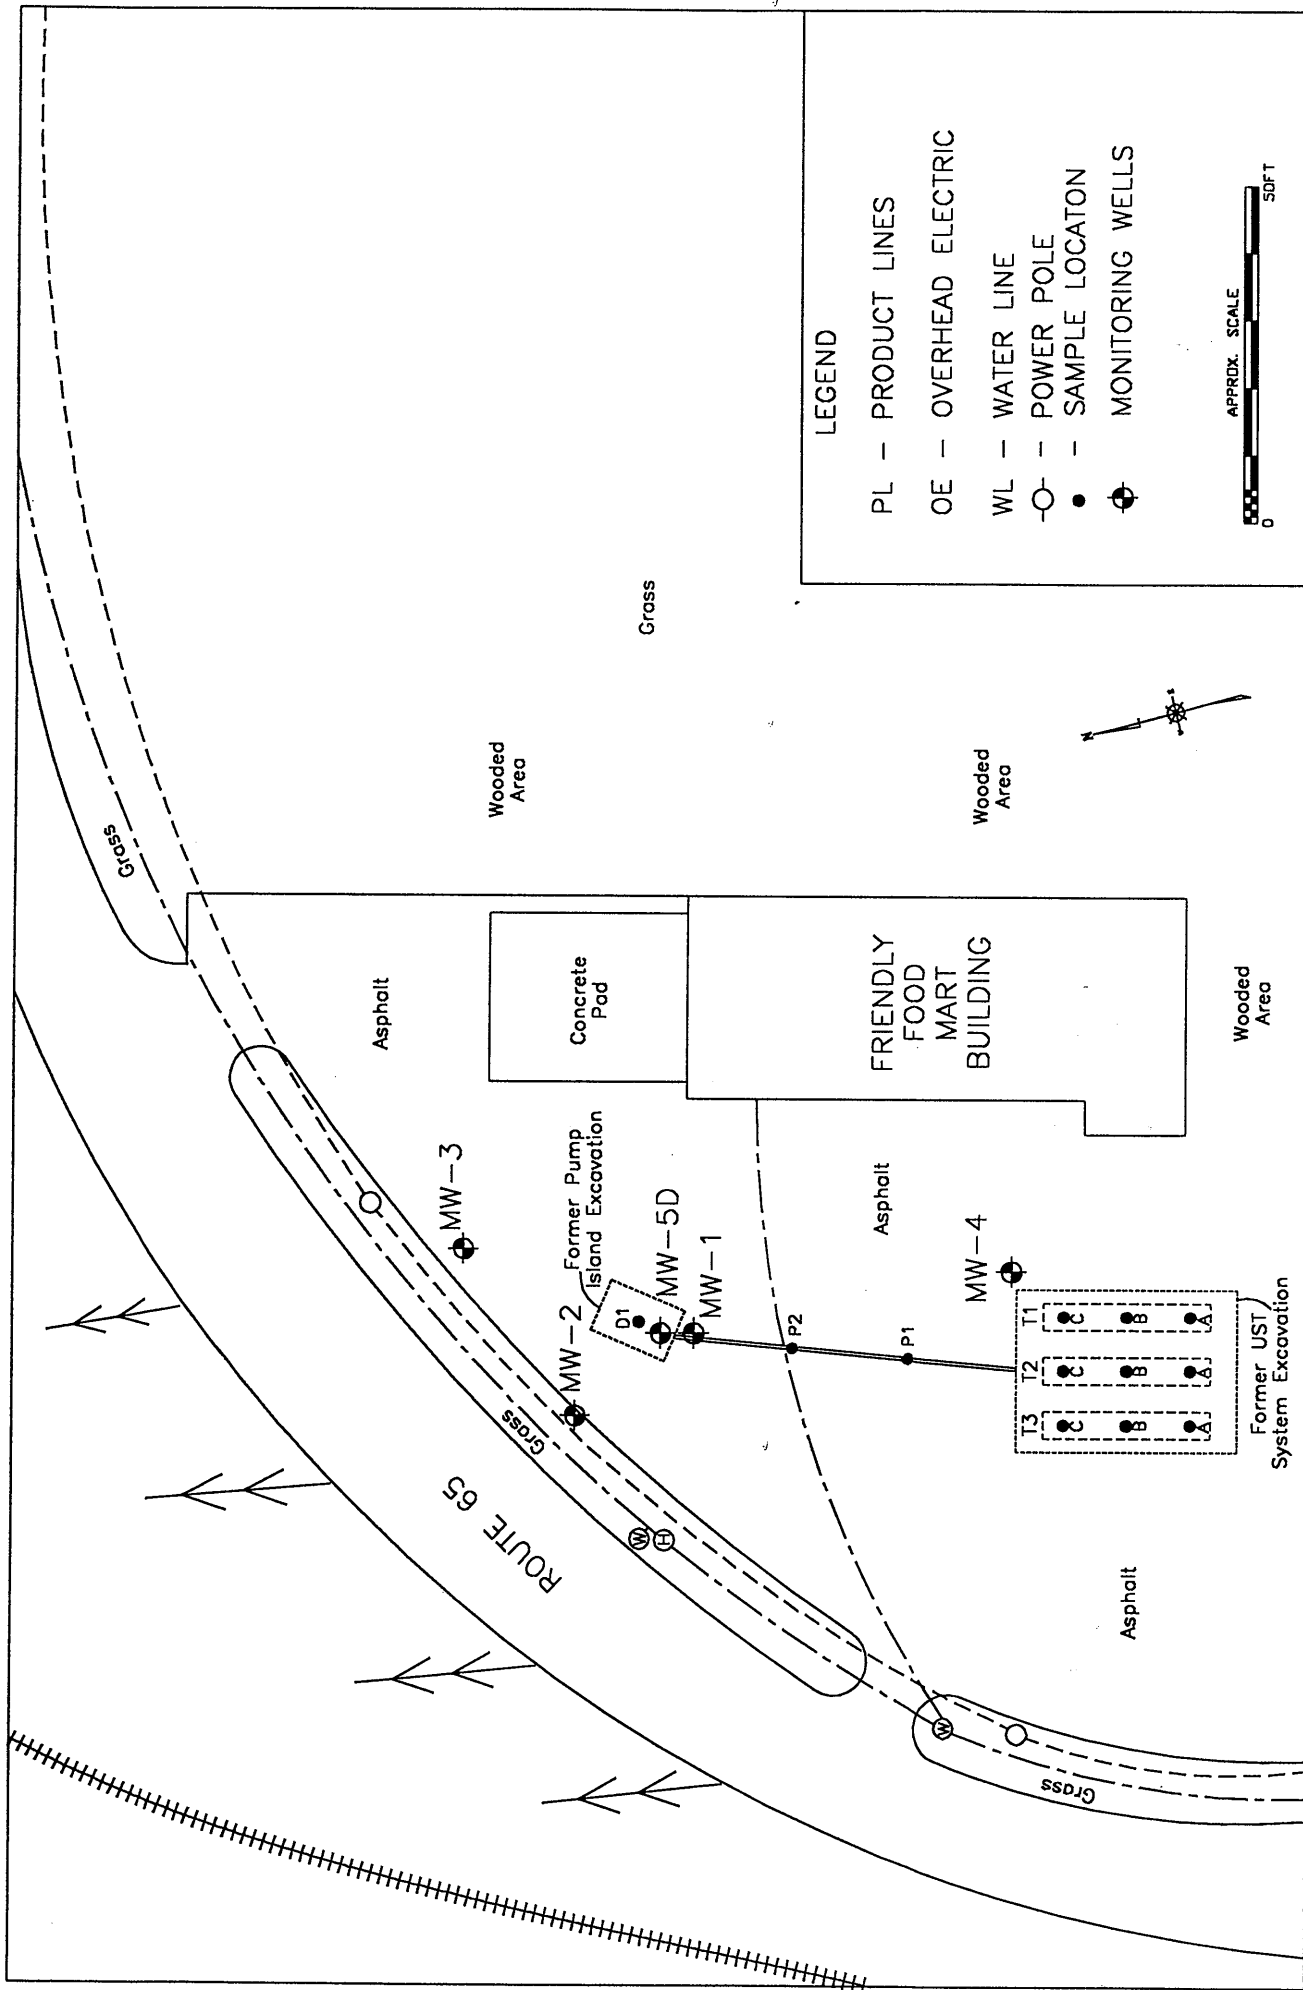 Grass
Asphalt
Concrete
Pad
Wooded
Area
Grass
MW-3
Former Pump
Island Excavation
D1
MW-5D
MW-2
MW-1
Grass
ROUTE 65
W
H
P2
P1
Asphalt
FRIENDLY
FOOD
MART
BUILDING
Wooded
Area
Wooded
Area
N
MW-4
T1
C
B
A
T2
C
B
A
T3
C
B
A
Former UST
System Excavation
Asphalt
W
Grass
LEGEND
PL - PRODUCT LINES
OE - OVERHEAD ELECTRIC
WL - WATER LINE
- POWER POLE
- SAMPLE LOCATON
MONITORING WELLS
APPROX. SCALE
0 50FT